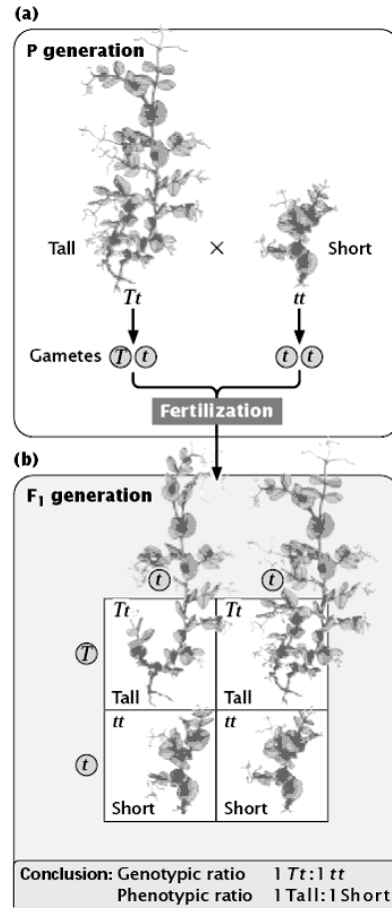 (a)
P generation
Tall × Short
Tt tt
Gametes T t t t
Fertilization
(b)
F1 generation
t t
Tt Tt
T
Tall Tall
tt tt
t
Short Short
Conclusion: Genotypic ratio 1 Tt : 1 tt
Phenotypic ratio 1 Tall : 1 Short